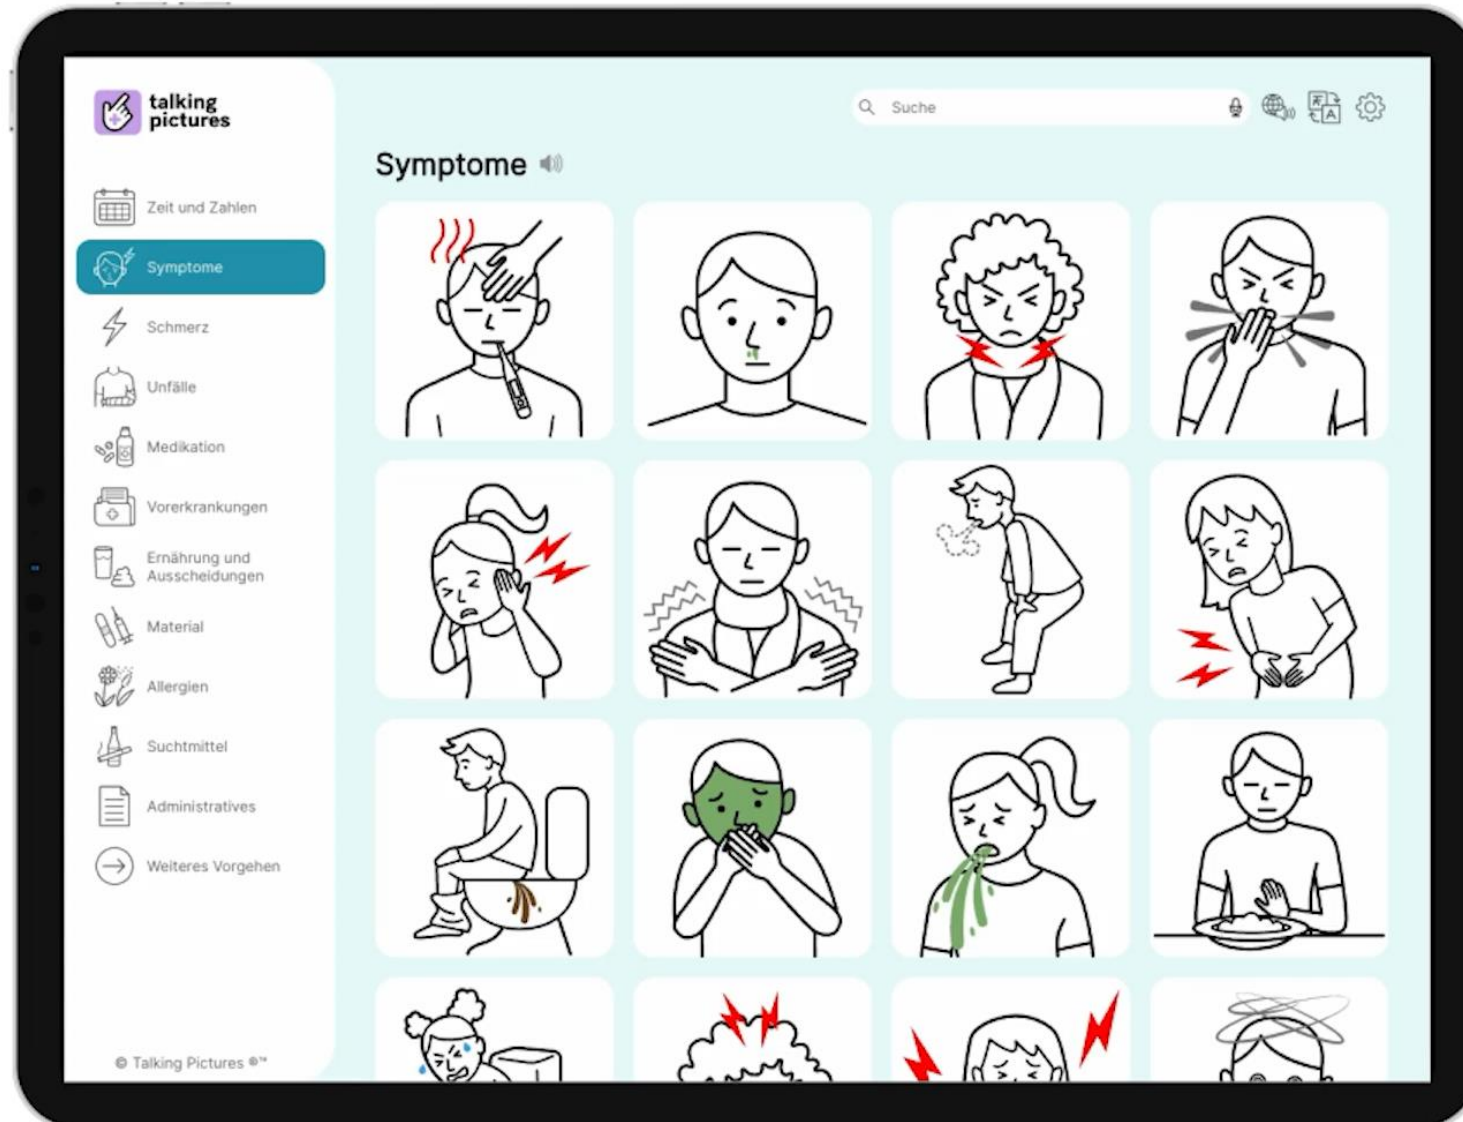 talking
pictures
Suche
Symptome
Zeit und Zahlen
Symptome
Schmerz
Unfälle
Medikation
Vorerkrankungen
Ernährung und
Ausscheidungen
Material
Allergien
Suchtmittel
Administratives
Weiteres Vorgehen
© Talking Pictures ®™